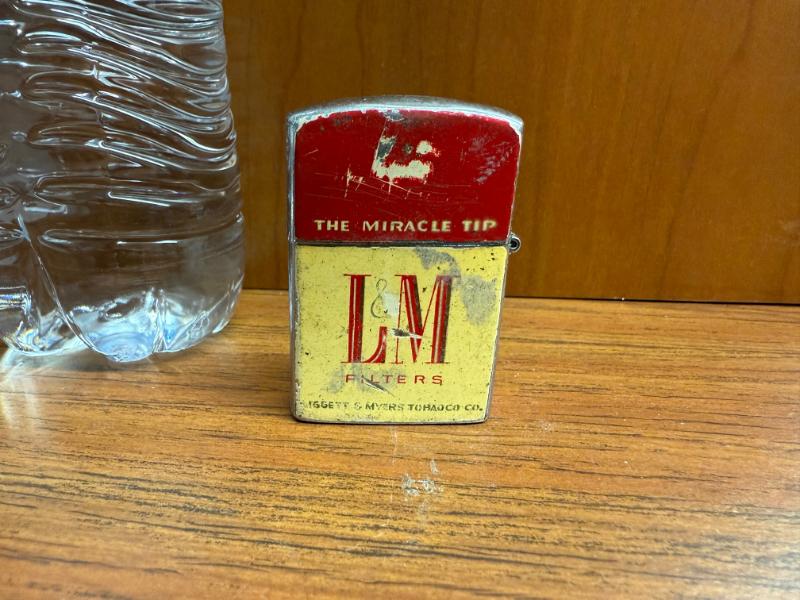 THE MIRACLE TIP
L&M
FILTERS
IGGETT & MYERS TOBACCO CO.